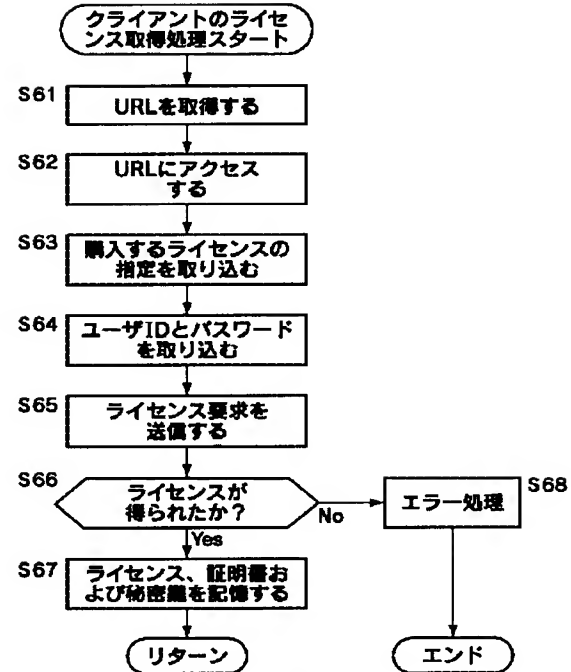 クライアントのライセ
ンス取得処理スタート
S61
URLを取得する
S62
URLにアクセス
する
S63
購入するライセンスの
指定を取り込む
S64
ユーザIDとパスワード
を取り込む
S65
ライセンス要求を
送信する
S66
ライセンスが
得られたか？
No
S68
エラー処理
Yes
S67
ライセンス、証明書お
よび秘密鍵を記憶する
リターン
エンド